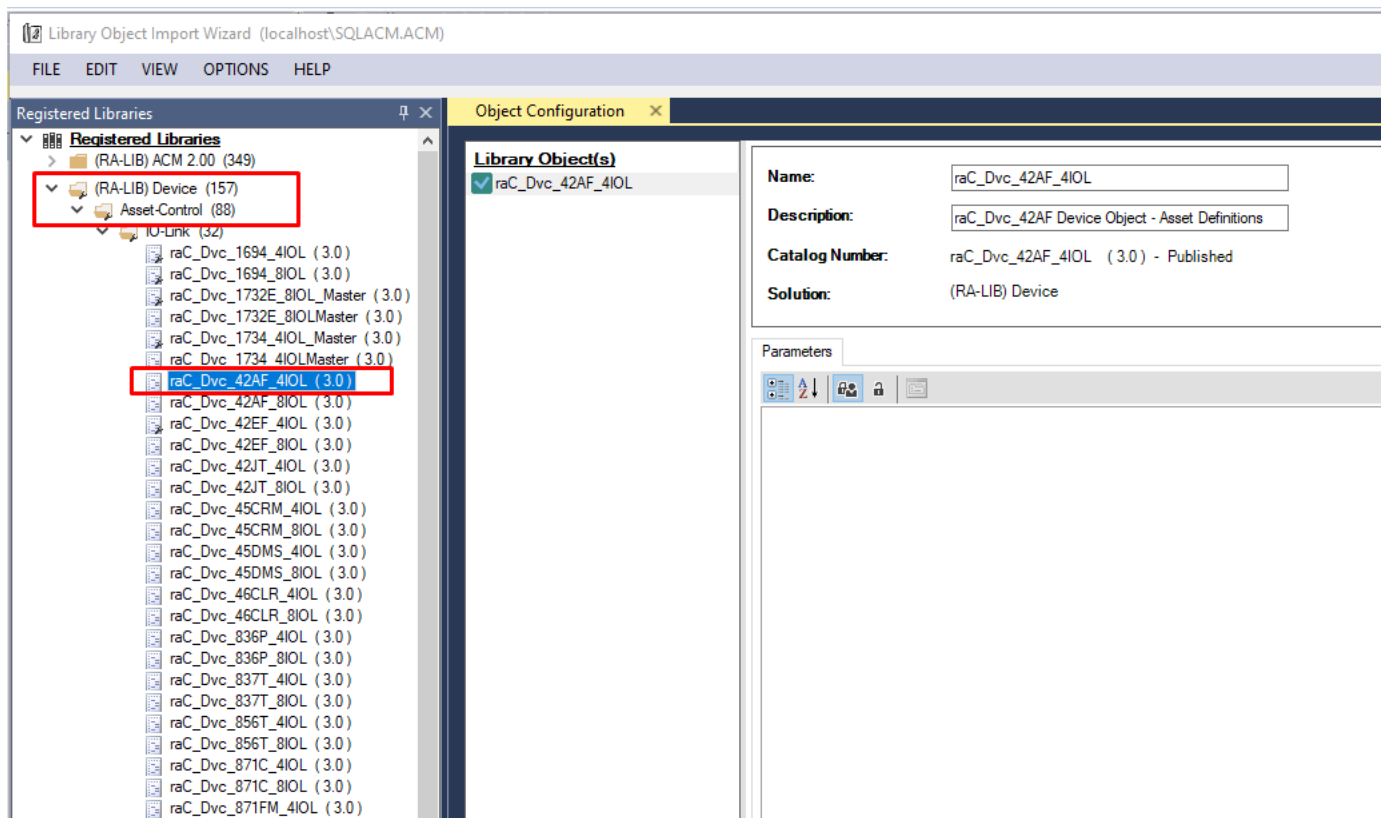 Library Object Import Wizard (localhost\SQLACM.ACM)
FILE EDIT VIEW OPTIONS HELP
Registered Libraries
Registered Libraries
(RA-LIB) ACM 2.00 (349)
(RA-LIB) Device (157)
Asset-Control (88)
IO-Link (32)
raC_Dvc_1694_4IOL (3.0)
raC_Dvc_1694_8IOL (3.0)
raC_Dvc_1732E_8IOL_Master (3.0)
raC_Dvc_1732E_8IOLMaster (3.0)
raC_Dvc_1734_4IOL_Master (3.0)
raC_Dvc_1734_4IOLMaster (3.0)
raC_Dvc_42AF_4IOL (3.0)
raC_Dvc_42AF_8IOL (3.0)
raC_Dvc_42EF_4IOL (3.0)
raC_Dvc_42EF_8IOL (3.0)
raC_Dvc_42JT_4IOL (3.0)
raC_Dvc_42JT_8IOL (3.0)
raC_Dvc_45CRM_4IOL (3.0)
raC_Dvc_45CRM_8IOL (3.0)
raC_Dvc_45DMS_4IOL (3.0)
raC_Dvc_45DMS_8IOL (3.0)
raC_Dvc_46CLR_4IOL (3.0)
raC_Dvc_46CLR_8IOL (3.0)
raC_Dvc_836P_4IOL (3.0)
raC_Dvc_836P_8IOL (3.0)
raC_Dvc_837T_4IOL (3.0)
raC_Dvc_837T_8IOL (3.0)
raC_Dvc_856T_4IOL (3.0)
raC_Dvc_856T_8IOL (3.0)
raC_Dvc_871C_4IOL (3.0)
raC_Dvc_871C_8IOL (3.0)
raC_Dvc_871FM_4IOL (3.0)
Object Configuration
Library Object(s)
raC_Dvc_42AF_4IOL
Name: raC_Dvc_42AF_4IOL
Description: raC_Dvc_42AF Device Object - Asset Definitions
Catalog Number: raC_Dvc_42AF_4IOL (3.0) - Published
Solution: (RA-LIB) Device
Parameters